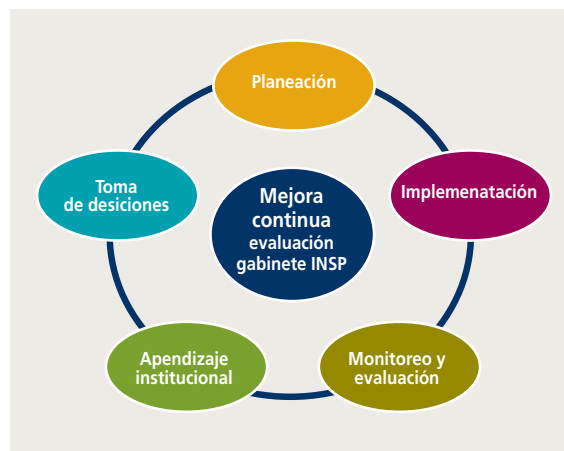 Planeación
Implemenatación
Monitoreo y
evaluación
Apendizaje
institucional
Toma
de desiciones
Mejora
continua
evaluación
gabinete INSP